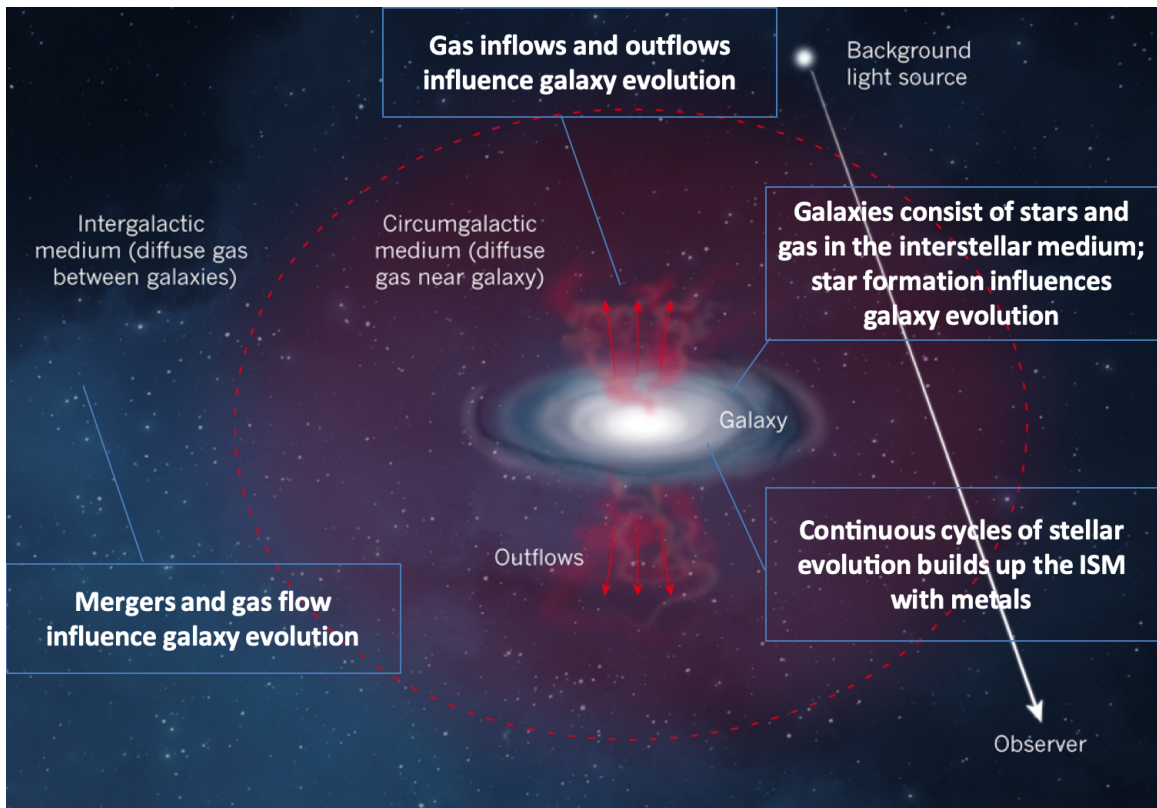 Gas inflows and outflows
influence galaxy evolution
Background
light source
Intergalactic
medium (diffuse gas
between galaxies)
Circumgalactic
medium (diffuse
gas near galaxy)
Galaxies consist of stars and
gas in the interstellar medium;
star formation influences
galaxy evolution
Galaxy
Outflows
Continuous cycles of stellar
evolution builds up the ISM
with metals
Mergers and gas flow
influence galaxy evolution
Observer